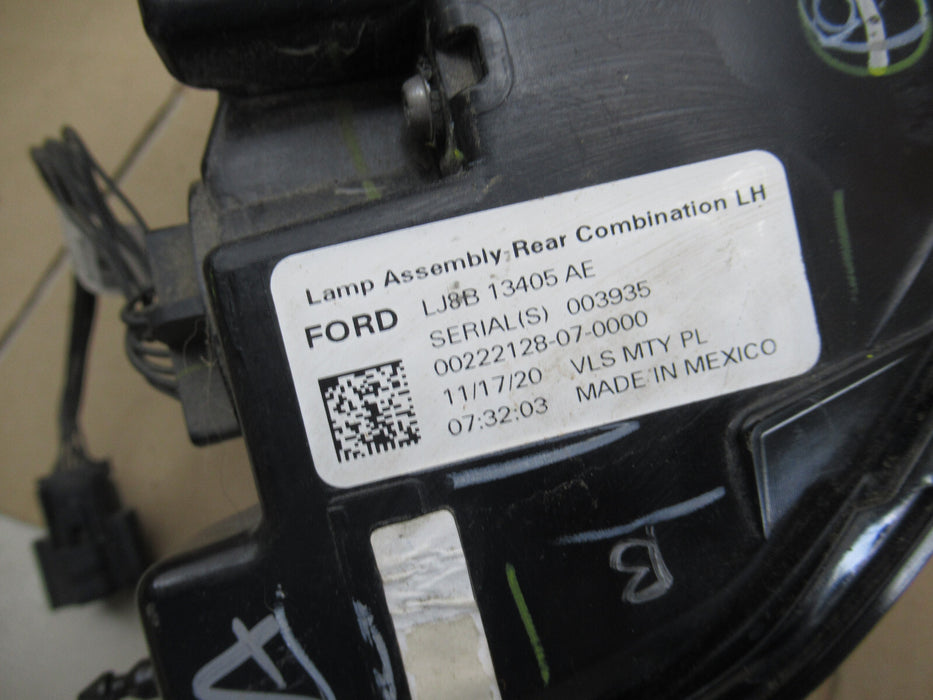 Lamp Assembly,Rear Combination LH
FORD LJ8B 13405 AE
SERIAL(S) 003935
00222128-07-0000
11/17/20 VLS MTY PL
07:32:03 MADE IN MEXICO
B
A